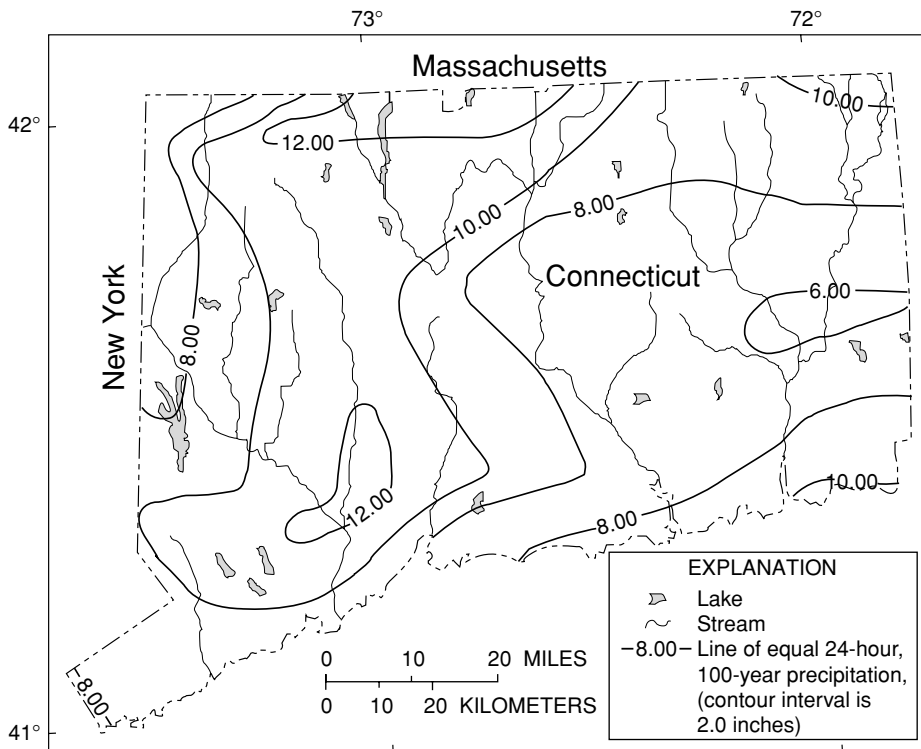 73°
72°
Massachusetts
42°
10.00
12.00
10.00
8.00
Connecticut
6.00
New York
8.00
12.00
8.00
10.00
8.00
41°
0 10 20 MILES
0 10 20 KILOMETERS
EXPLANATION
Lake
Stream
–8.00– Line of equal 24-hour,
100-year precipitation,
(contour interval is
2.0 inches)